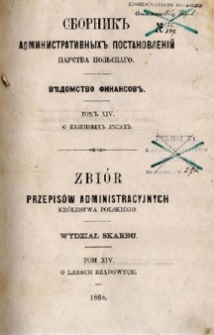 СБОРНИКЪ
АДМИНИСТРАТИВНЫХЪ ПОСТАНОВЛЕНІЙ
ЦАРСТВА ПОЛЬСКАГО.
ВѢДОМСТВО ФИНАНСОВЪ.
ТОМЪ XIV.
О КАЗЕННЫХЪ ЛѢСАХЪ.
ZBIÓR
PRZEPISÓW ADMINISTRACYJNYCH
KRÓLESTWA POLSKIEGO.
WYDZIAŁ SKARBU.
TOM XIV.
O LASACH RZĄDOWYCH.
1868.